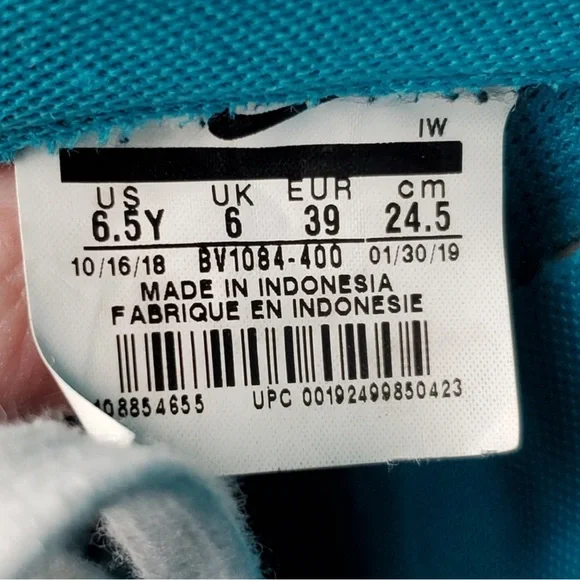 IW
US UK EUR cm
6.5Y 6 39 24.5
10/16/18 BV1084-400 01/30/19
MADE IN INDONESIA
FABRIQUE EN INDONESIE
08854655 UPC 00192499850423